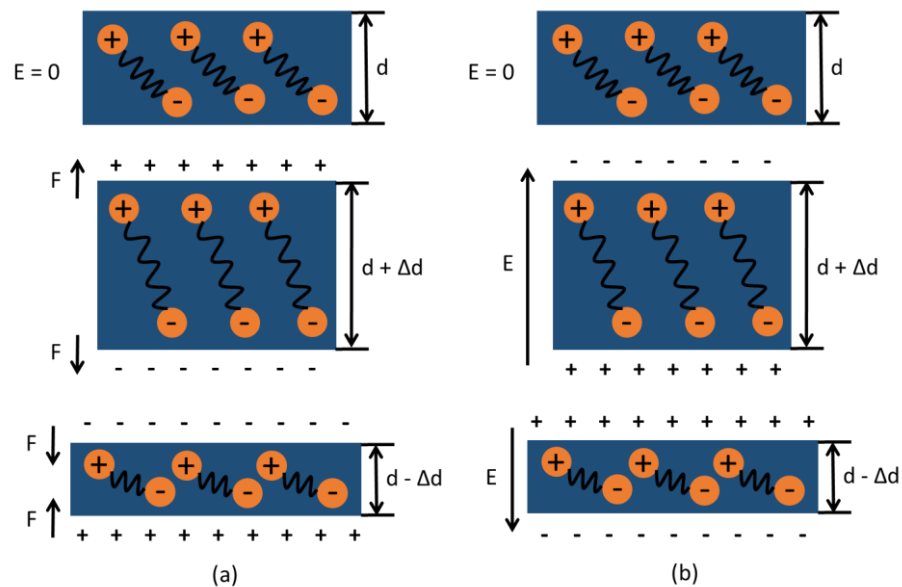 E = 0
+ + +
- - -
d
E = 0
+ + +
- - -
d
+ + + + + + +
F
+ + +
- - -
d + Δd
F
- - - - - - - -
- - - - - - -
E
+ + +
- - -
d + Δd
+ + + + + + +
- - - - - - - - -
F
+ + +
- - -
d - Δd
F
+ + + + + + + + +
+ + + + + + + + +
E
+ + +
- - -
d - Δd
- - - - - - - - -
(a)
(b)